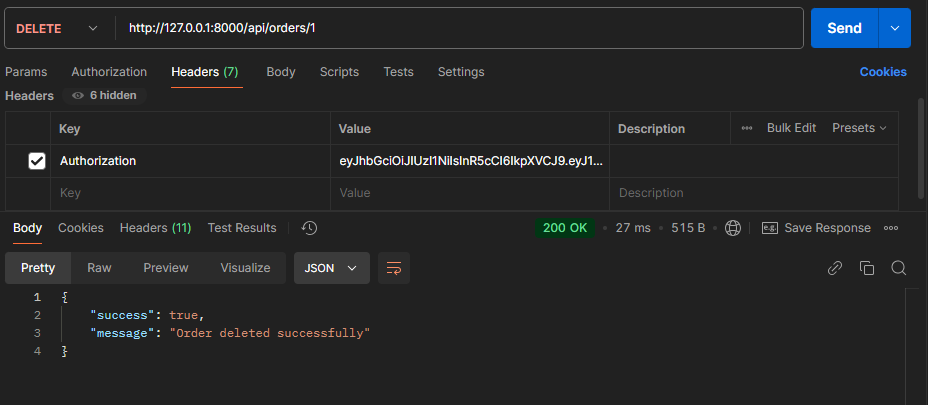 DELETE http://127.0.0.1:8000/api/orders/1 Send
Params Authorization Headers (7) Body Scripts Tests Settings Cookies
Headers 6 hidden
Key Value Description Bulk Edit Presets
Authorization eyJhbGciOiJIUzI1NiIsInR5cCI6IkpXVCJ9.eyJ1...
Key Value Description
Body Cookies Headers (11) Test Results 200 OK 27 ms 515 B e.g. Save Response
Pretty Raw Preview Visualize JSON
1 {
2 "success": true,
3 "message": "Order deleted successfully"
4 }